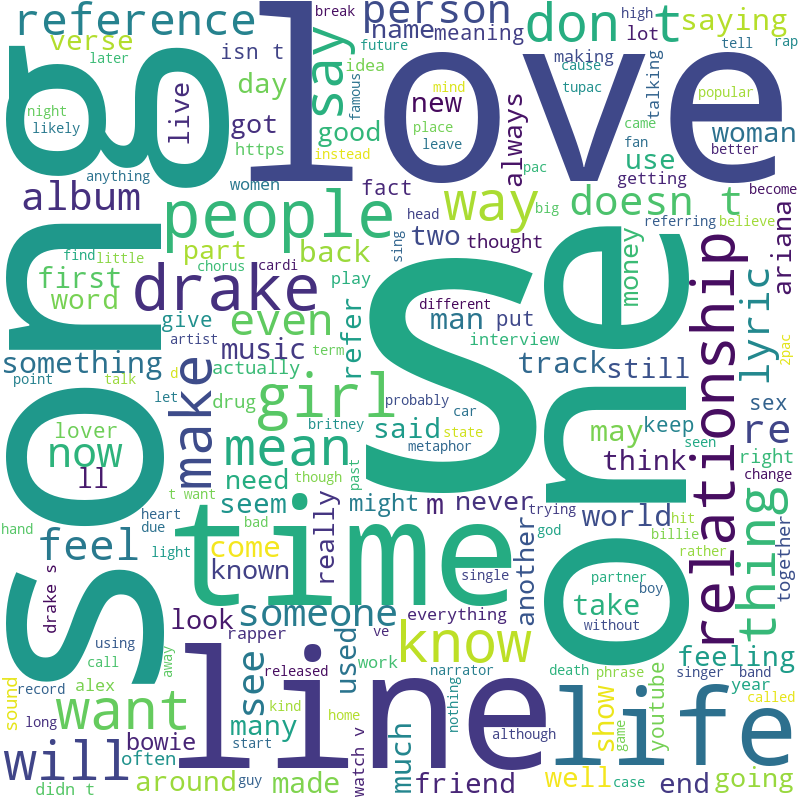 reference
break
person
don t
saying
high
lot
verse
later
isn t
name
meaning
future
making
tell
rap
say
idea
cause
talking
famous
love
song
day
live
night
likely
got
good
new
mind
tupac
popular
place
leave
came
fan
woman
better
use
getting
https
instead
always
pac
anything
women
fact
album
way
doesn t
become
people
head
big
referring
believe
ariana
part
back
two
thought
sing
money
find
little
chorus
cardi
first
word
drake
play
different
s
one
relationship
lyric
give
even
refer
man
put
artist
term
interview
2pac
something
music
track
still
point
talk
d
actually
make
let
drug
girl
probably
car
sex
lover
britney
said
state
may
keep
re
now
mean
metaphor
seen
right
ll
past
think
need
though
change
t want
heart
seem
might
m
never
trying
world
hit
thing
hand
due
bad
really
god
billie
feel
light
time
another
rather
together
come
known
single
partner
boy
drake s
someone
take
without
look
everything
using
rapper
ve
know
call
away
see
used
released
work
narrator
death
phrase
feeling
sound
record
alex
kind
line
life
singer
band
year
long
want
many
home
nothing
show
youtube
called
will
bowie
start
watch v
much
although
game
often
guy
well
case
end
going
didn t
around
made
friend